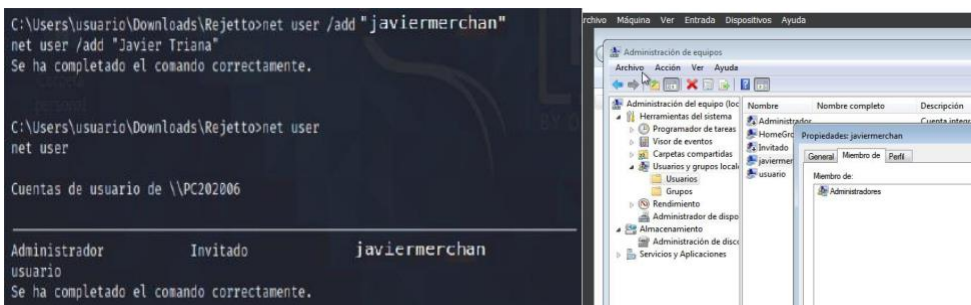 C:\Users\usuario\Downloads\Rejetto>net user /add "javiermerchan"
net user /add "Javier Triana"
Se ha completado el comando correctamente.
C:\Users\usuario\Downloads\Rejetto>net user
net user
Cuentas de usuario de \\PC202006
Administrador Invitado javiermerchan
usuario
Se ha completado el comando correctamente.
rchivo Máquina Ver Entrada Dispositivos Ayuda
Administración de equipos
Archivo Acción Ver Ayuda
Administración del equipo (loc
Herramientas del sistema
Programador de tareas
Visor de eventos
Carpetas compartidas
Usuarios y grupos locale
Usuarios
Grupos
Rendimiento
Administrador de dispo
Almacenamiento
Administración de disco
Servicios y Aplicaciones
Nombre Nombre completo Descripción
Administrador Cuenta integr
HomeGro
Invitado
javiermer
usuario
Propiedades: javiermerchan
General Miembro de Perfil
Miembro de:
Administradores